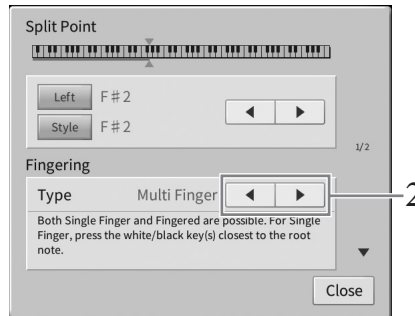 Split Point
Left F♯2
Style F♯2
1/2
Fingering
Type Multi Finger
2
Both Single Finger and Fingered are possible. For Single
Finger, press the white/black key(s) closest to the root
note.
Close